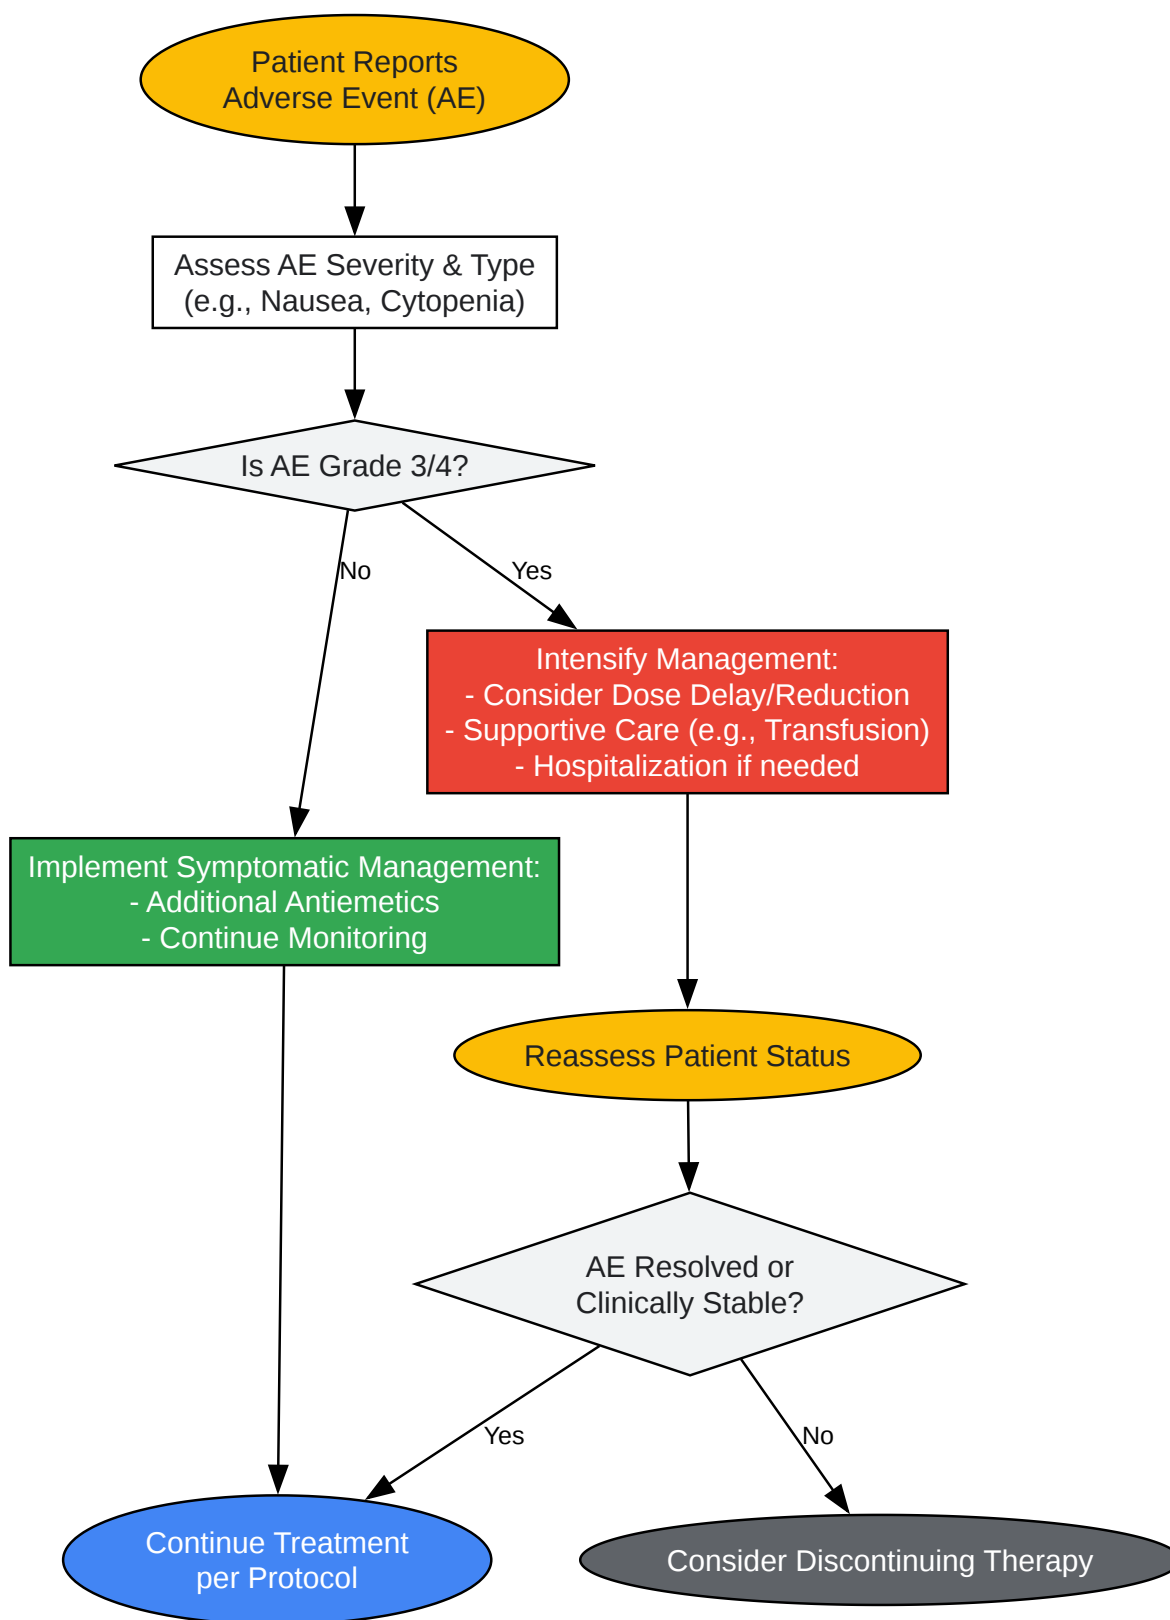 Patient Reports
Adverse Event (AE)
Assess AE Severity & Type
(e.g., Nausea, Cytopenia)
Is AE Grade 3/4?
No
Yes
Intensify Management:
- Consider Dose Delay/Reduction
- Supportive Care (e.g., Transfusion)
- Hospitalization if needed
Implement Symptomatic Management:
- Additional Antiemetics
- Continue Monitoring
Reassess Patient Status
AE Resolved or
Clinically Stable?
Yes
No
Continue Treatment
per Protocol
Consider Discontinuing Therapy